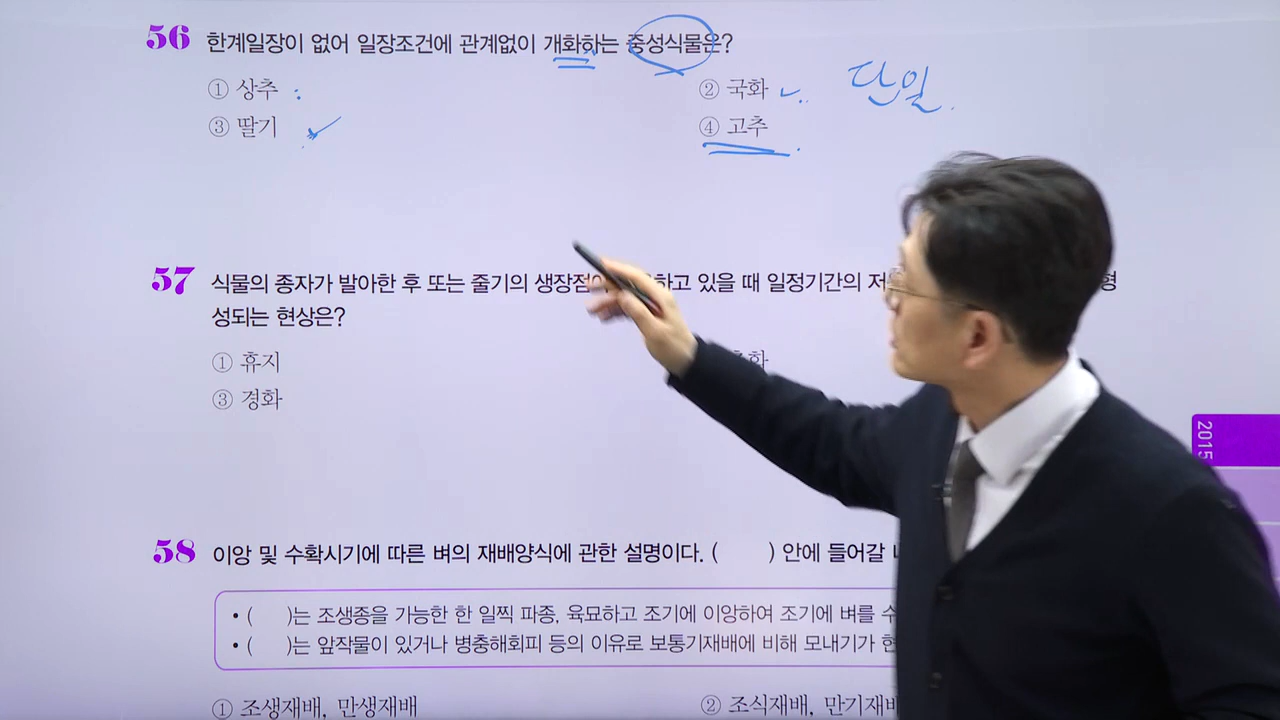 56 한계일장이 없어 일장조건에 관계없이 개화하는 중성식물은?
① 상추
② 국화
단일
③ 딸기
④ 고추
57 식물의 종자가 발아한 후 또는 줄기의 생장점이 하고 있을 때 일정기간의 형
성되는 현상은?
① 휴지
③ 경화
2015
58 이앙 및 수확시기에 따른 벼의 재배양식에 관한 설명이다. ( ) 안에 들어갈
• ( )는 조생종을 가능한 한 일찍 파종, 육묘하고 조기에 이앙하여 조기에 벼를
• ( )는 앞작물이 있거나 병충해회피 등의 이유로 보통기재배에 비해 모내기가
① 조생재배, 만생재배
② 조식재배, 만기재배